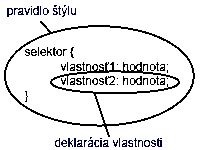 pravidlo štýlu
selektor {
vlastnosť1: hodnota;
vlastnosť2: hodnota;
}
deklarácia vlastnosti